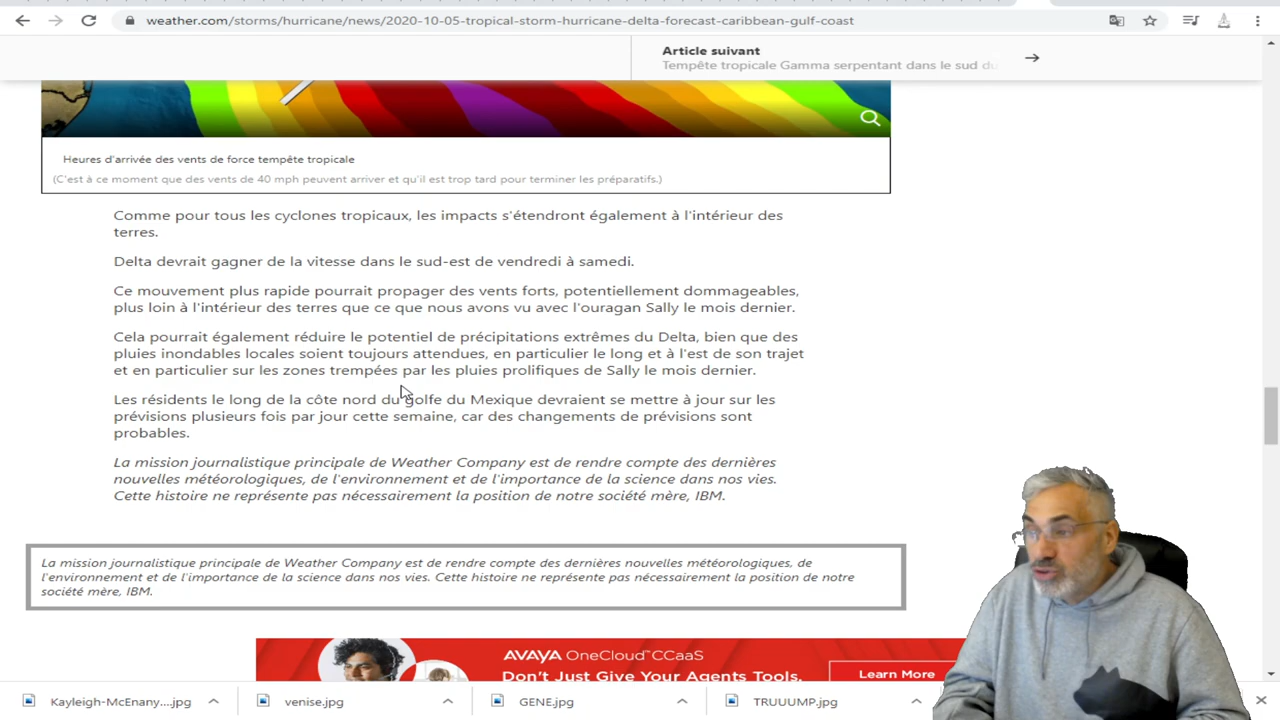 weather.com/storms/hurricane/news/2020-10-05-tropical-storm-hurricane-delta-forecast-caribbean-gulf-coast
Article suivant
Tempête tropicale Gamma serpentant dans le sud du
Heures d'arrivée des vents de force tempête tropicale
(C'est à ce moment que des vents de 40 mph peuvent arriver et qu'il est trop tard pour terminer les préparatifs.)
Comme pour tous les cyclones tropicaux, les impacts s'étendront également à l'intérieur des
terres.
Delta devrait gagner de la vitesse dans le sud-est de vendredi à samedi.
Ce mouvement plus rapide pourrait propager des vents forts, potentiellement dommageables,
plus loin à l'intérieur des terres que ce que nous avons vu avec l'ouragan Sally le mois dernier.
Cela pourrait également réduire le potentiel de précipitations extrêmes du Delta, bien que des
pluies inondables locales soient toujours attendues, en particulier le long et à l'est de son trajet
et en particulier sur les zones trempées par les pluies prolifiques de Sally le mois dernier.
Les résidents le long de la côte nord du golfe du Mexique devraient se mettre à jour sur les
prévisions plusieurs fois par jour cette semaine, car des changements de prévisions sont
probables.
La mission journalistique principale de Weather Company est de rendre compte des dernières
nouvelles météorologiques, de l'environnement et de l'importance de la science dans nos vies.
Cette histoire ne représente pas nécessairement la position de notre société mère, IBM.
La mission journalistique principale de Weather Company est de rendre compte des dernières nouvelles météorologiques, de
l'environnement et de l'importance de la science dans nos vies. Cette histoire ne représente pas nécessairement la position de notre
société mère, IBM.
AVAYA OneCloud™CCaaS
Don't Just Give Your Agents Tools.
Learn More
Kayleigh-McEnany....jpg
venise.jpg
GENE.jpg
TRUUUMP.jpg